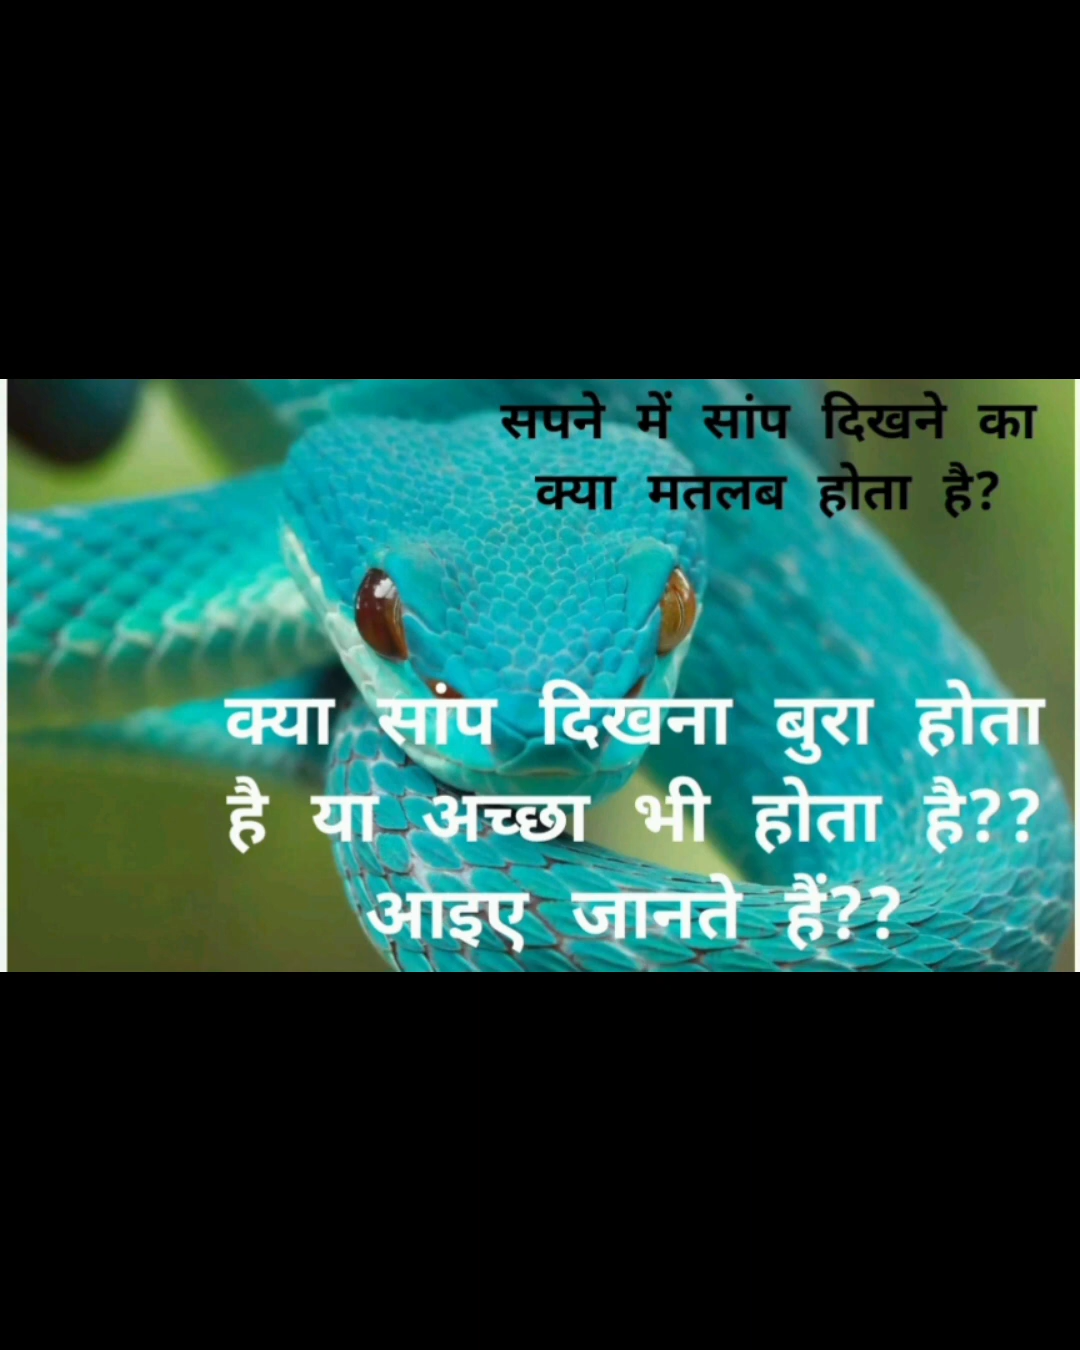 सपने में सांप दिखने का
क्या मतलब होता है?
क्या सांप दिखना बुरा होता
है या अच्छा भी होता है??
आइए जानते हैं??